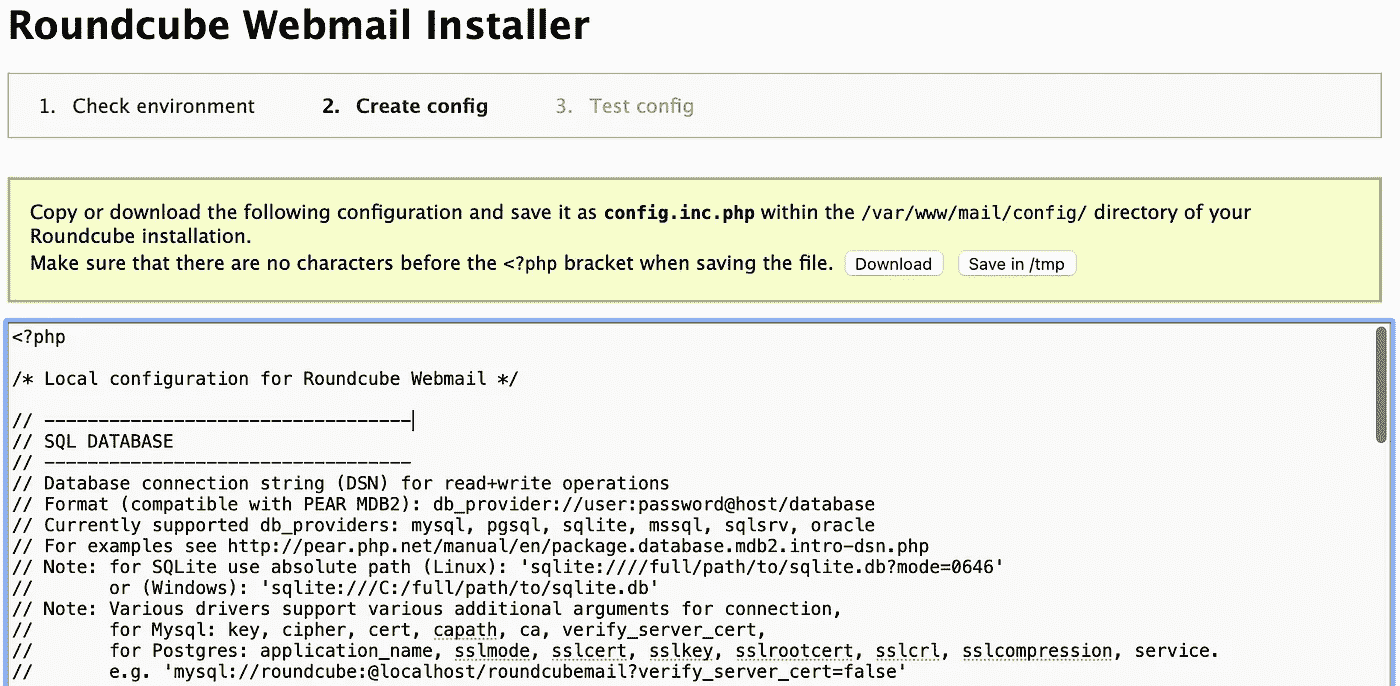 Roundcube Webmail Installer
1. Check environment 2. Create config 3. Test config
Copy or download the following configuration and save it as config.inc.php within the /var/www/mail/config/ directory of your
Roundcube installation.
Make sure that there are no characters before the <?php bracket when saving the file. Download Save in /tmp
<?php
/* Local configuration for Roundcube Webmail */
// ----------------------------------
// SQL DATABASE
// ----------------------------------
// Database connection string (DSN) for read+write operations
// Format (compatible with PEAR MDB2): db_provider://user:password@host/database
// Currently supported db_providers: mysql, pgsql, sqlite, mssql, sqlsrv, oracle
// For examples see http://pear.php.net/manual/en/package.database.mdb2.intro-dsn.php
// Note: for SQLite use absolute path (Linux): 'sqlite:////full/path/to/sqlite.db?mode=0646'
//       or (Windows): 'sqlite:///C:/full/path/to/sqlite.db'
// Note: Various drivers support various additional arguments for connection,
//       for Mysql: key, cipher, cert, capath, ca, verify_server_cert,
//       for Postgres: application_name, sslmode, sslcert, sslkey, sslrootcert, sslcrl, sslcompression, service.
//       e.g. 'mysql://roundcube:@localhost/roundcubemail?verify_server_cert=false'